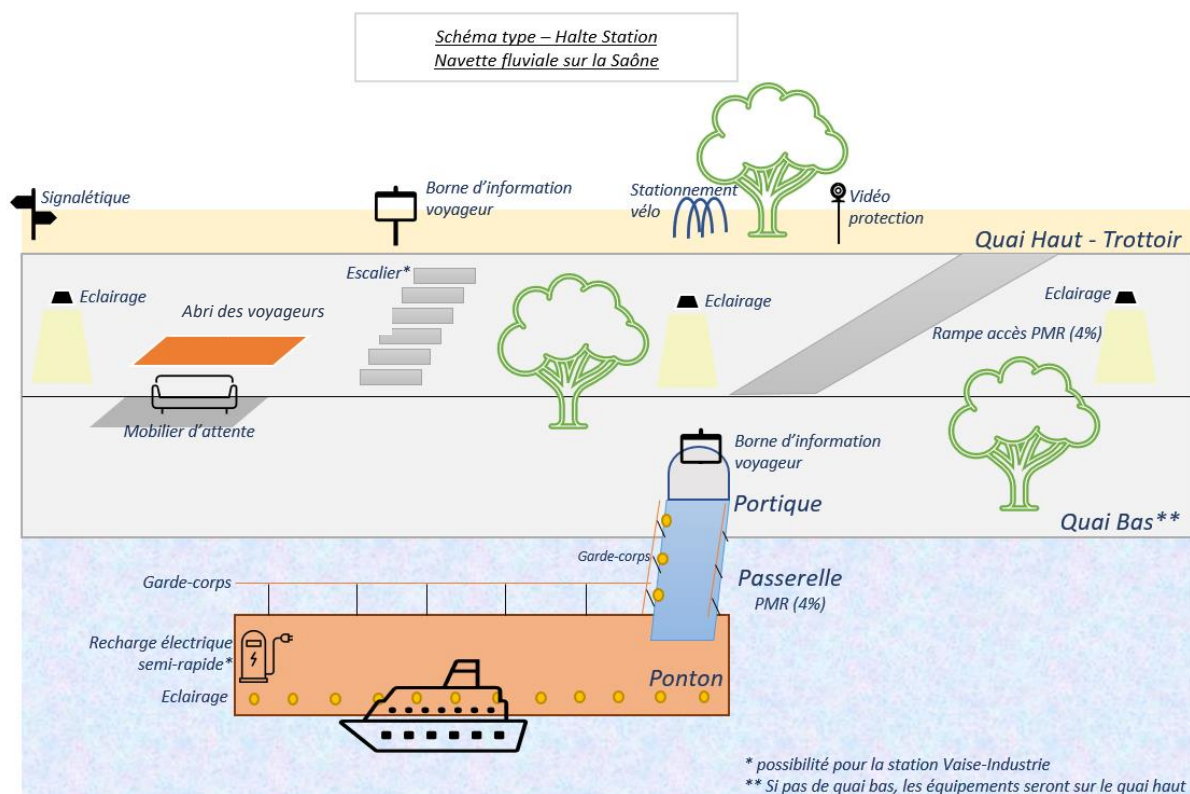 Schéma type – Halte Station
Navette fluviale sur la Saône
Signalétique
Borne d'information
voyageur
Stationnement
vélo
Vidéo
protection
Quai Haut - Trottoir
Escalier*
Eclairage
Abri des voyageurs
Eclairage
Eclairage
Rampe accès PMR (4%)
Mobilier d'attente
Borne d'information
voyageur
Portique
Quai Bas**
Garde-corps
Garde-corps
Passerelle
PMR (4%)
Recharge électrique
semi-rapide*
Ponton
Eclairage
* possibilité pour la station Vaise-Industrie
** Si pas de quai bas, les équipements seront sur le quai haut